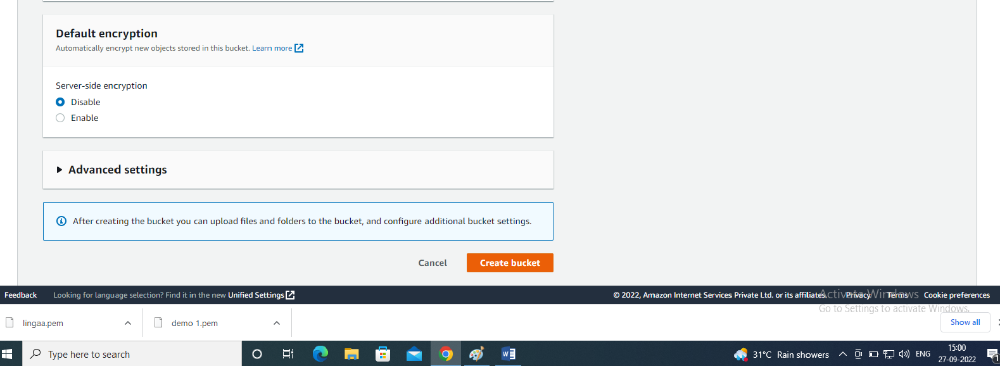 Default encryption
Automatically encrypt new objects stored in this bucket. Learn more
Server-side encryption
Disable
Enable
Advanced settings
After creating the bucket you can upload files and folders to the bucket, and configure additional bucket settings.
Cancel
Create bucket
Feedback Looking for language selection? Find it in the new Unified Settings © 2022, Amazon Internet Services Private Ltd. or its affiliates. Privacy Terms Cookie preferences
Activate Windows
Go to Settings to activate Windows.
lingaa.pem demo 1.pem Show all
Type here to search 31°C Rain showers ENG 15:00
27-09-2022
1